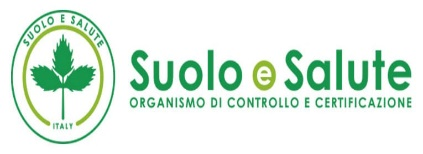 SUOLO E SALUTE
ITALY
Suolo e Salute
ORGANISMO DI CONTROLLO E CERTIFICAZIONE